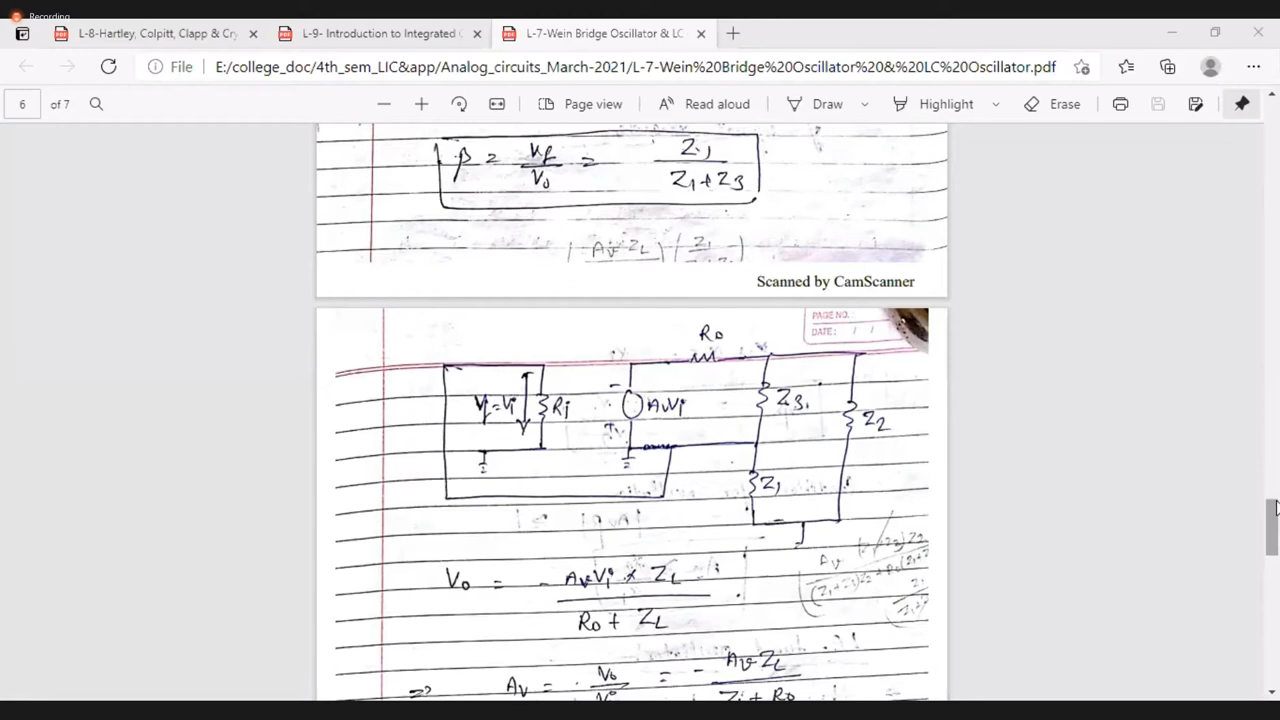 Recording
L-8-Hartley, Colpitt, Clapp & Cry
L-9- Introduction to Integrated C
L-7-Wein Bridge Oscillator & LC
File
E:/college_doc/4th_sem_LIC&app/Analog_circuits_March-2021/L-7-Wein%20Bridge%20Oscillator%20&%20LC%20Oscillator.pdf
6 of 7
Page view
Read aloud
Draw
Highlight
Erase
β = Vf/Vo = Z1/(Z1+Z3)
Scanned by CamScanner
PAGE NO.:
DATE: / /
Ro
Vf=Vi
Ri
AvVi
Z3
Z2
Z1
Vo = - AvVi × ZL / (Ro + ZL)
⇒ Av = Vo/Vi = - AvZL